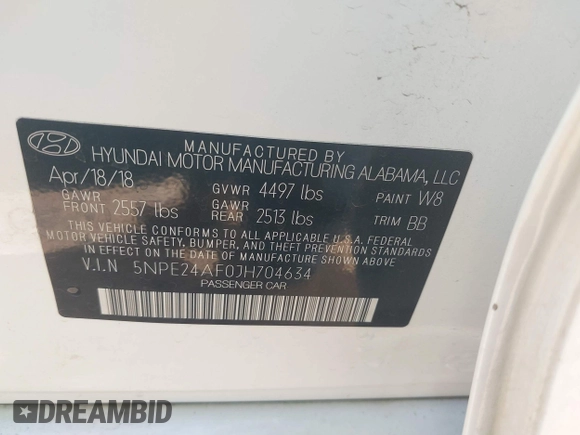 MANUFACTURED BY
HYUNDAI MOTOR MANUFACTURING ALABAMA, LLC
Apr/18/18 GVWR 4497 lbs PAINT W8
GAWR FRONT 2557 lbs GAWR REAR 2513 lbs TRIM BB
THIS VEHICLE CONFORMS TO ALL APPLICABLE U.S.A. FEDERAL
MOTOR VEHICLE SAFETY, BUMPER, AND THEFT PREVENTION STANDARDS
IN EFFECT ON THE DATE OF MANUFACTURE SHOWN ABOVE.
V.I.N 5NPE24AF0JH704634
PASSENGER CAR
DREAMBID